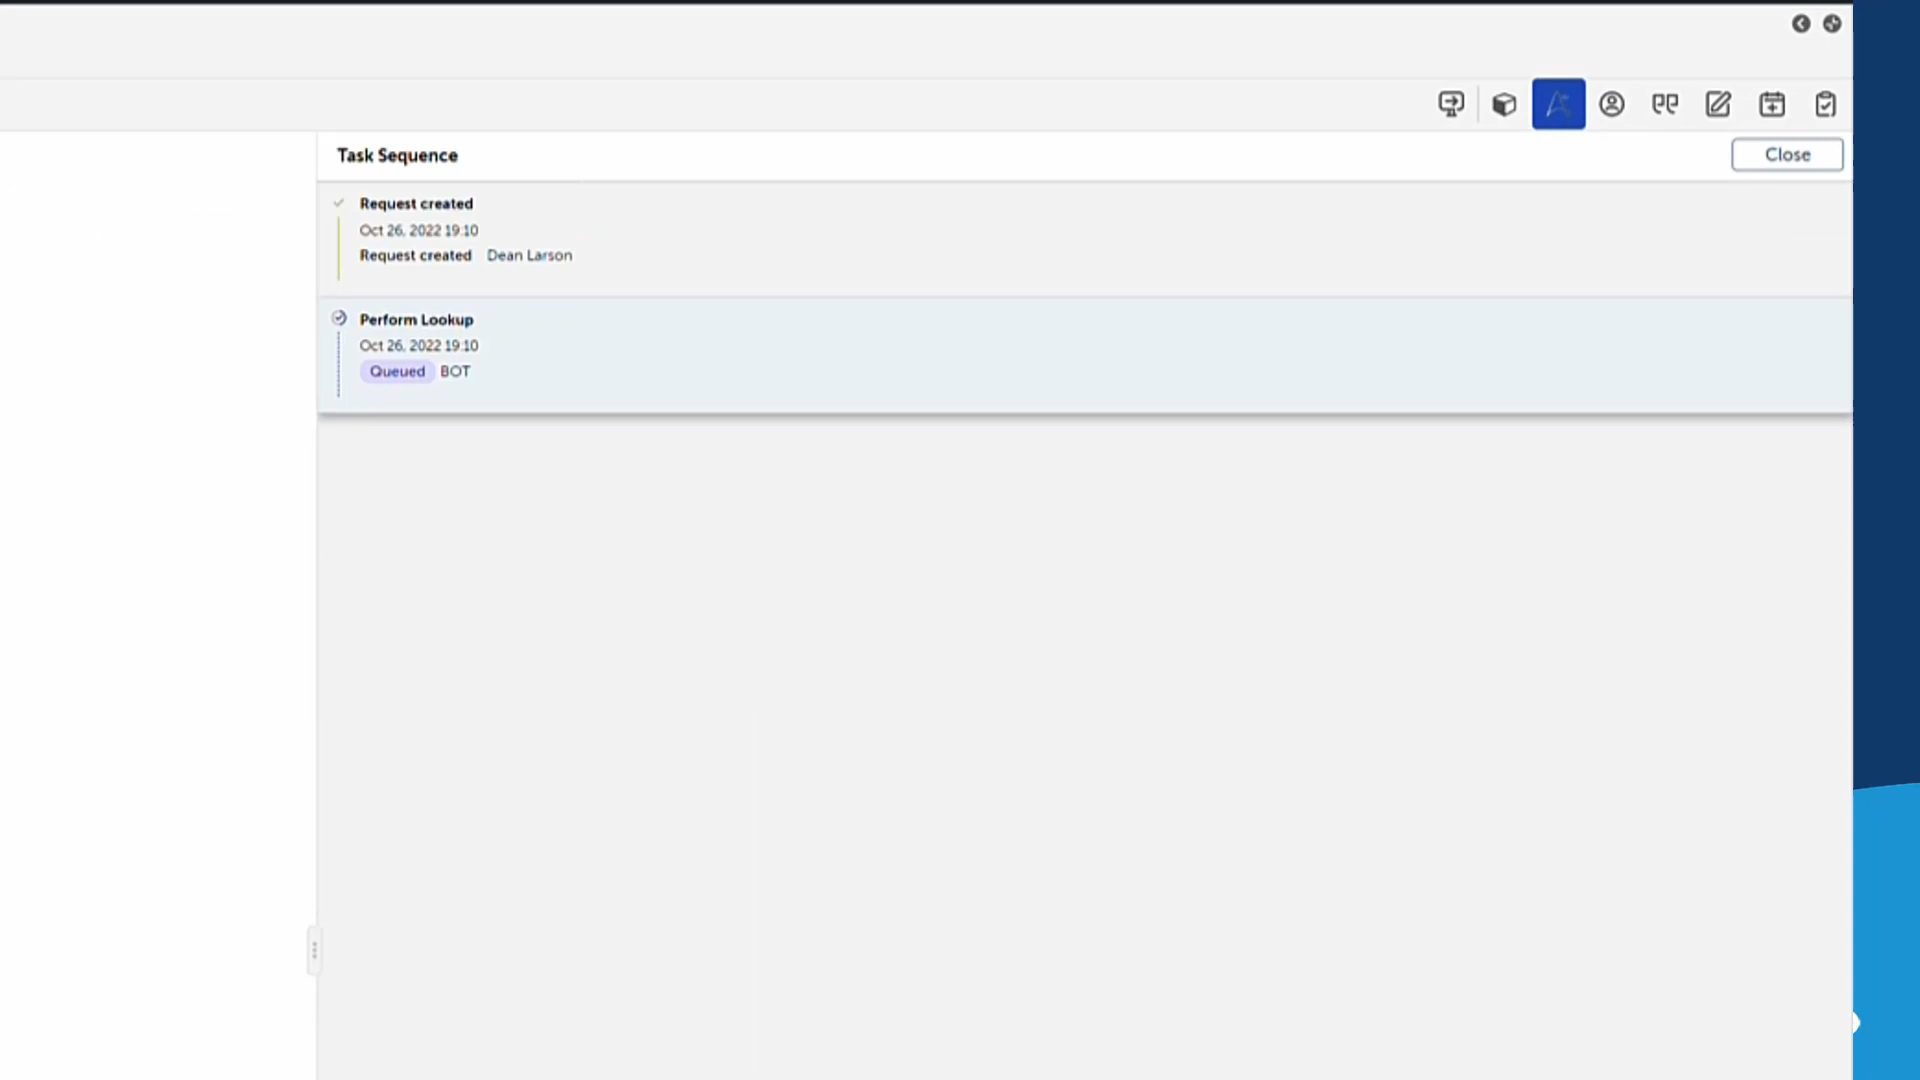 Task Sequence
Close
Request created
Oct 26, 2022 19:10
Request created Dean Larson
Perform Lookup
Oct 26, 2022 19:10
Queued BOT